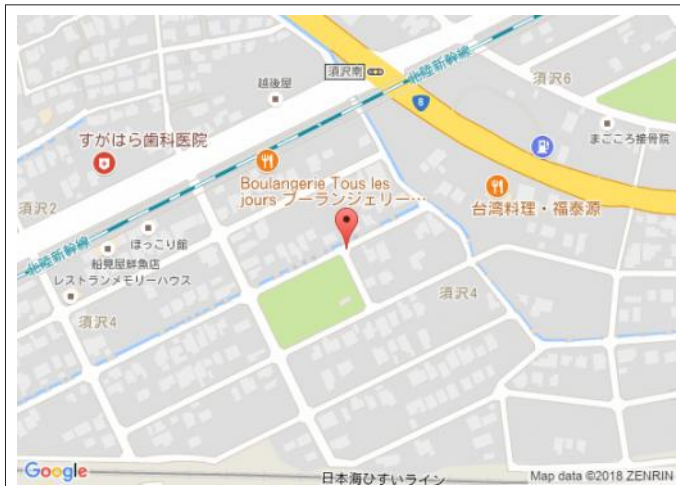 須沢南
北陸新幹線
須沢6
越後屋
8
まごころ接骨院
すがはら歯科医院
Boulangerie Tous les
jours ブーランジェリー…
台湾料理・福泰源
須沢2
ほっこり館
北陸新幹線
船見屋鮮魚店
レストランメモリーハウス
須沢4
須沢4
Google
日本海ひすいライン
Map data ©2018 ZENRIN